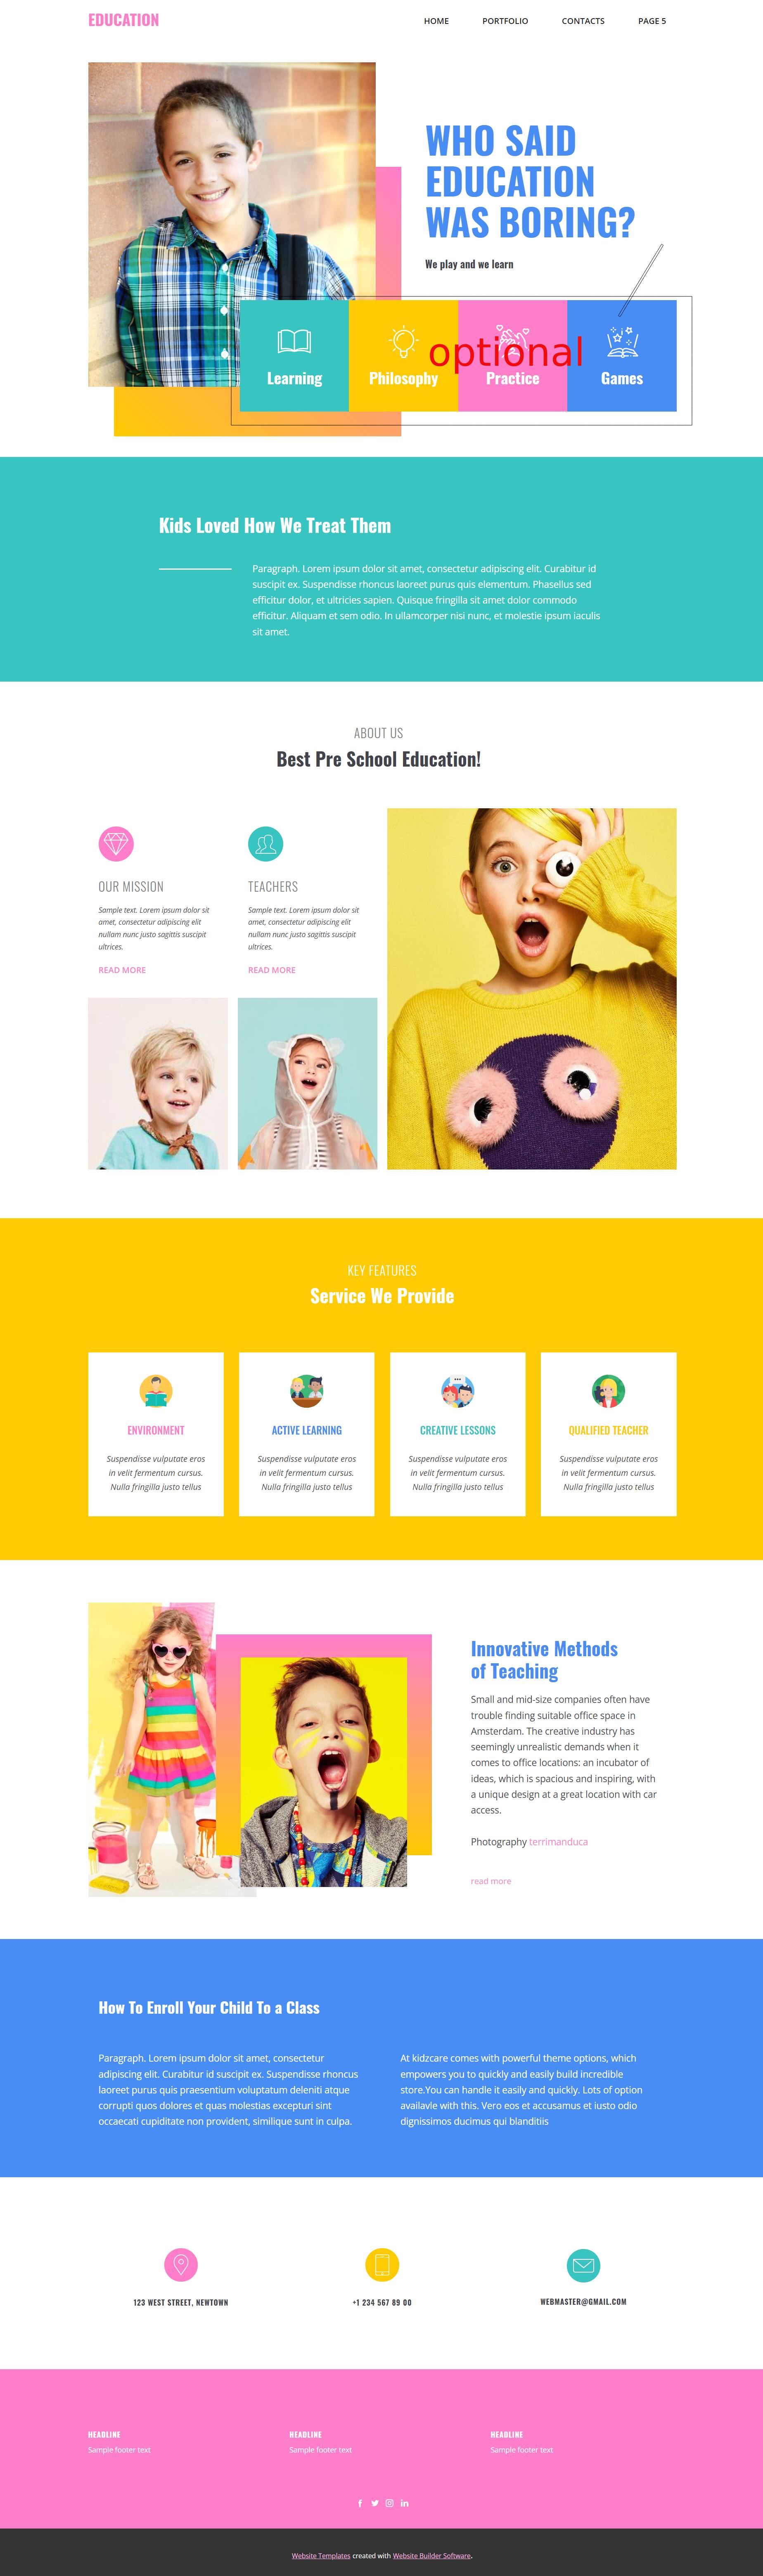 EDUCATION
HOME PORTFOLIO CONTACTS PAGE 5
WHO SAID
EDUCATION
WAS BORING?
We play and we learn
optional
Learning
Philosophy
Practice
Games
Kids Loved How We Treat Them
Paragraph. Lorem ipsum dolor sit amet, consectetur adipiscing elit. Curabitur id
suscipit ex. Suspendisse rhoncus laoreet purus quis elementum. Phasellus sed
efficitur dolor, et ultricies sapien. Quisque fringilla sit amet dolor commodo
efficitur. Aliquam et sem odio. In ullamcorper nisi nunc, et molestie ipsum iaculis
sit amet.
ABOUT US
Best Pre School Education!
OUR MISSION
Sample text. Lorem ipsum dolor sit
amet, consectetur adipiscing elit
nullam nunc justo sagittis suscipit
ultrices.
READ MORE
TEACHERS
Sample text. Lorem ipsum dolor sit
amet, consectetur adipiscing elit
nullam nunc justo sagittis suscipit
ultrices.
READ MORE
KEY FEATURES
Service We Provide
ENVIRONMENT
Suspendisse vulputate eros
in velit fermentum cursus.
Nulla fringilla justo tellus
ACTIVE LEARNING
Suspendisse vulputate eros
in velit fermentum cursus.
Nulla fringilla justo tellus
CREATIVE LESSONS
Suspendisse vulputate eros
in velit fermentum cursus.
Nulla fringilla justo tellus
QUALIFIED TEACHER
Suspendisse vulputate eros
in velit fermentum cursus.
Nulla fringilla justo tellus
Innovative Methods
of Teaching
Small and mid-size companies often have
trouble finding suitable office space in
Amsterdam. The creative industry has
seemingly unrealistic demands when it
comes to office locations: an incubator of
ideas, which is spacious and inspiring, with
a unique design at a great location with car
access.
Photography terrimanduca
read more
How To Enroll Your Child To a Class
Paragraph. Lorem ipsum dolor sit amet, consectetur
adipiscing elit. Curabitur id suscipit ex. Suspendisse rhoncus
laoreet purus quis praesentium voluptatum deleniti atque
corrupti quos dolores et quas molestias excepturi sint
occaecati cupiditate non provident, similique sunt in culpa.
At kidzcare comes with powerful theme options, which
empowers you to quickly and easily build incredible
store.You can handle it easily and quickly. Lots of option
availavle with this. Vero eos et accusamus et iusto odio
dignissimos ducimus qui blanditiis
123 WEST STREET, NEWTOWN
+1 234 567 89 00
WEBMASTER@GMAIL.COM
HEADLINE
Sample footer text
HEADLINE
Sample footer text
HEADLINE
Sample footer text
Website Templates created with Website Builder Software.